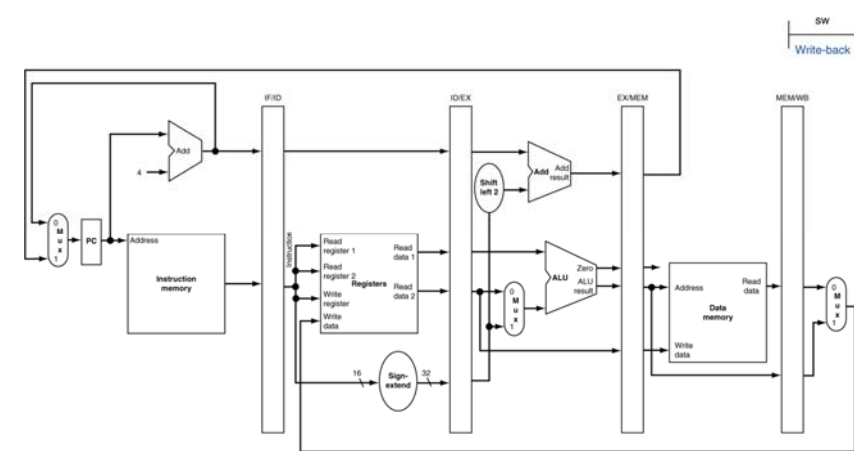 SW
Write-back
IF/ID
ID/EX
EX/MEM
MEM/WB
Add
4
Add
Add
result
Shift
left 2
0
M
u
x
1
PC
Address
Instruction
memory
Instruction
Read
register 1
Read
register 2
Write
register
Write
data
Registers
Read
data 1
Read
data 2
0
M
u
x
1
Zero
ALU
ALU
result
Address
Read
data
Data
memory
Write
data
0
M
u
x
1
16
Sign-
extend
32